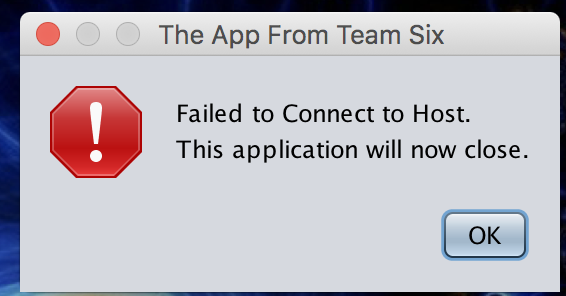 The App From Team Six
Failed to Connect to Host.
This application will now close.
OK